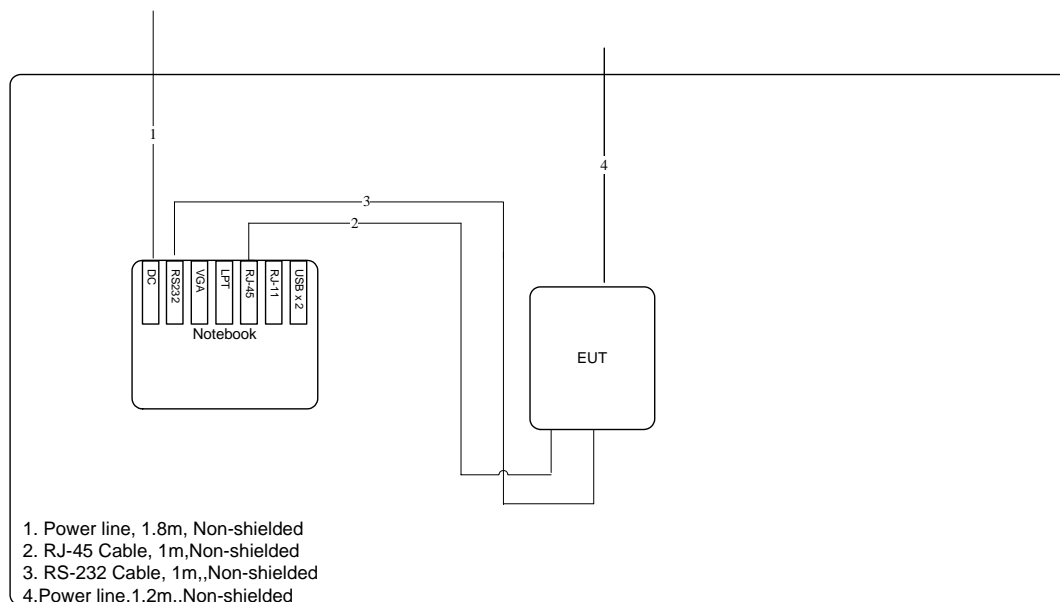 1
4
3
2
DC
RS232
VGA
LPT
RJ-45
RJ-11
USB x 2
Notebook
EUT
1. Power line, 1.8m, Non-shielded
2. RJ-45 Cable, 1m,Non-shielded
3. RS-232 Cable, 1m,,Non-shielded
4.Power line,1.2m,,Non-shielded